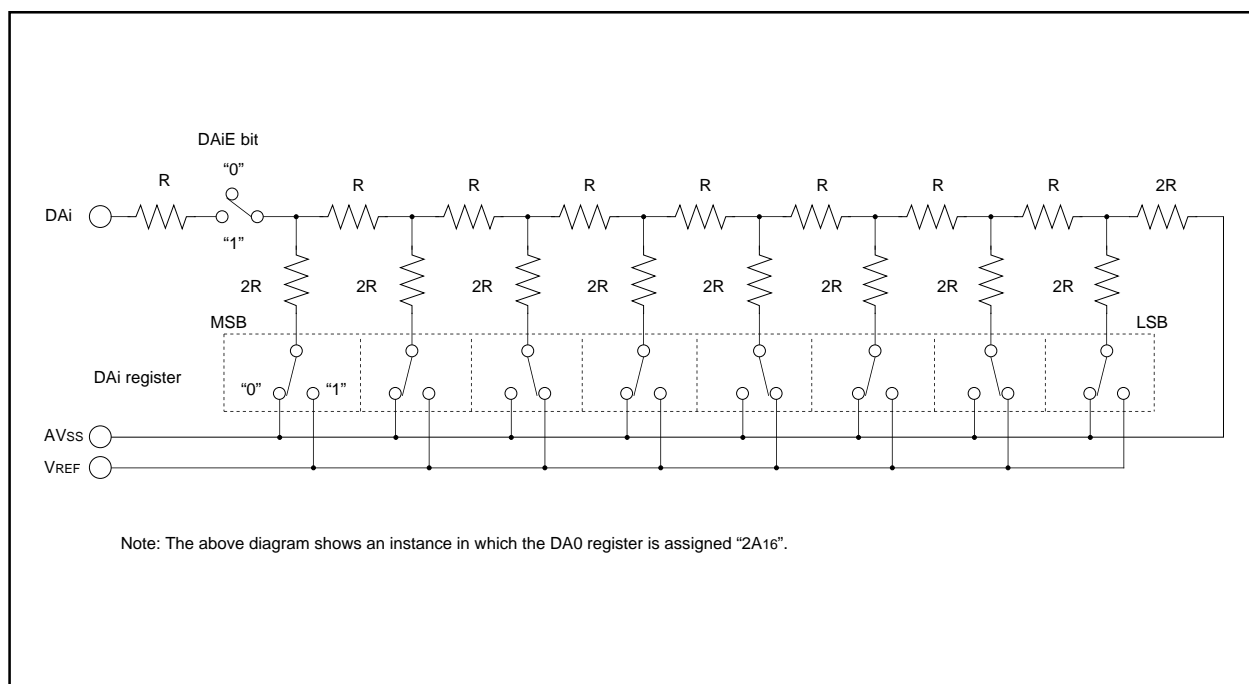 DAiE bit
“0”
R R R R R R R R 2R
DAi
“1”
2R 2R 2R 2R 2R 2R 2R 2R
MSB LSB
DAi register
“0” “1”
AVSS
VREF
Note: The above diagram shows an instance in which the DA0 register is assigned “2A16”.